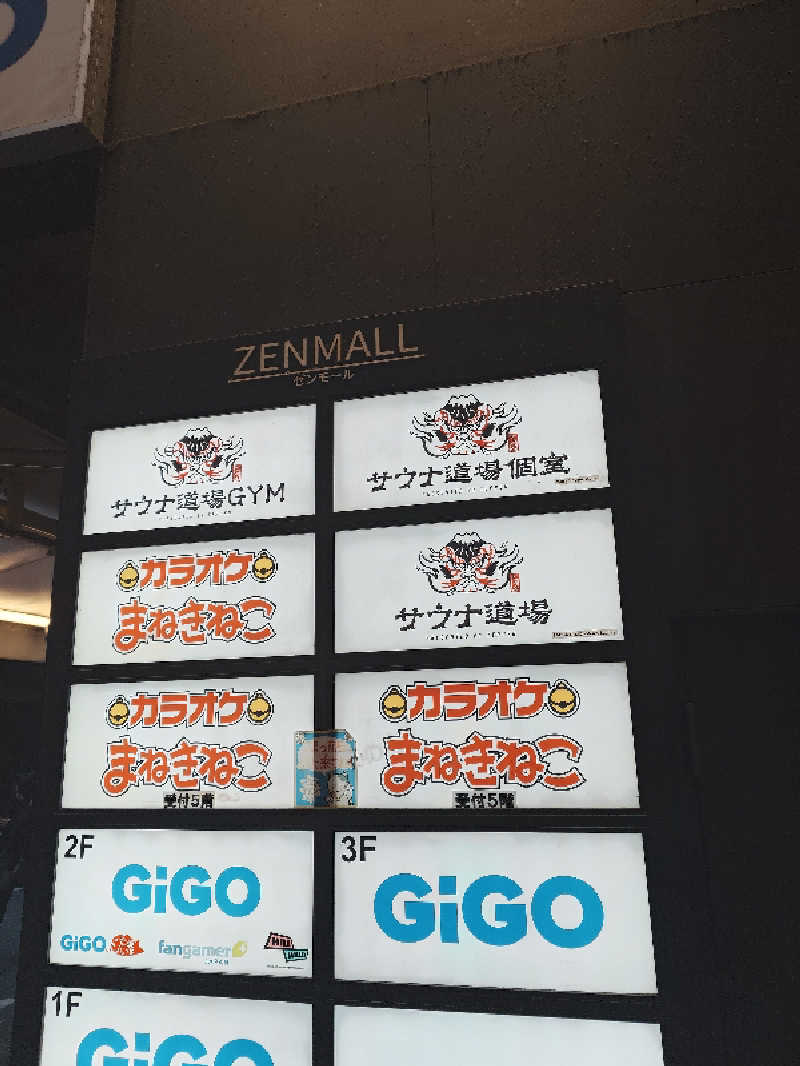 ZENMALL
ゼンモール
サウナ道場GYM
サウナ道場個室
カラオケ
まねきねこ
サウナ道場
カラオケ
まねきねこ
受付5階
カラオケ
まねきねこ
受付5階
2F
GiGO
GiGO
fangamer
3F
GiGO
1F
GiGO